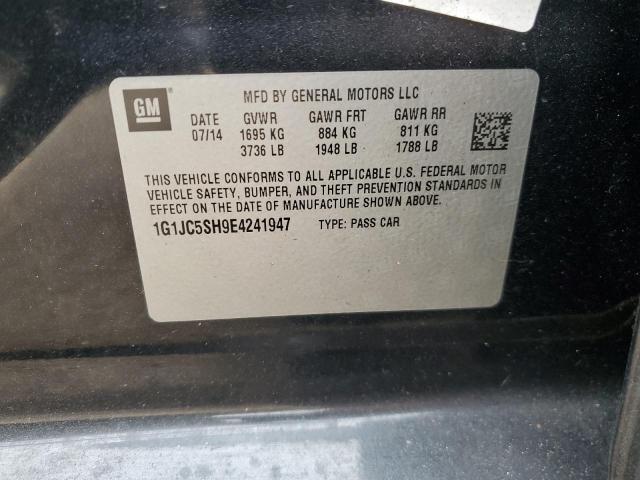 GM
MFD BY GENERAL MOTORS LLC
DATE GVWR GAWR FRT GAWR RR
07/14 1695 KG 884 KG 811 KG
3736 LB 1948 LB 1788 LB
THIS VEHICLE CONFORMS TO ALL APPLICABLE U.S. FEDERAL MOTOR
VEHICLE SAFETY, BUMPER, AND THEFT PREVENTION STANDARDS IN
EFFECT ON THE DATE OF MANUFACTURE SHOWN ABOVE.
1G1JC5SH9E4241947 TYPE: PASS CAR